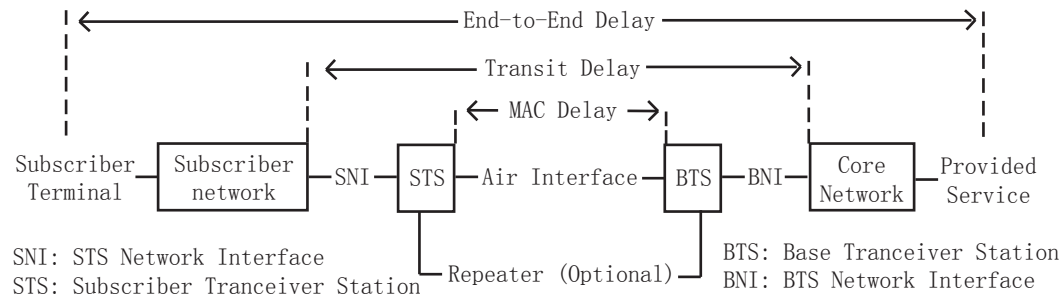 End-to-End Delay
Transit Delay
MAC Delay
Subscriber
Terminal
Subscriber
network
SNI
STS
Air Interface
BTS
BNI
Core
Network
Provided
Service
Repeater (Optional)
SNI: STS Network Interface
STS: Subscriber Tranceiver Station
BTS: Base Tranceiver Station
BNI: BTS Network Interface